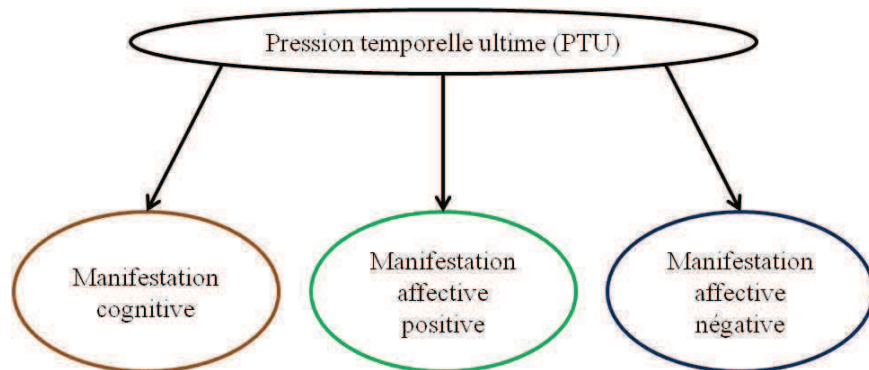 Pression temporelle ultime (PTU)
Manifestation
cognitive
Manifestation
affective
positive
Manifestation
affective
négative